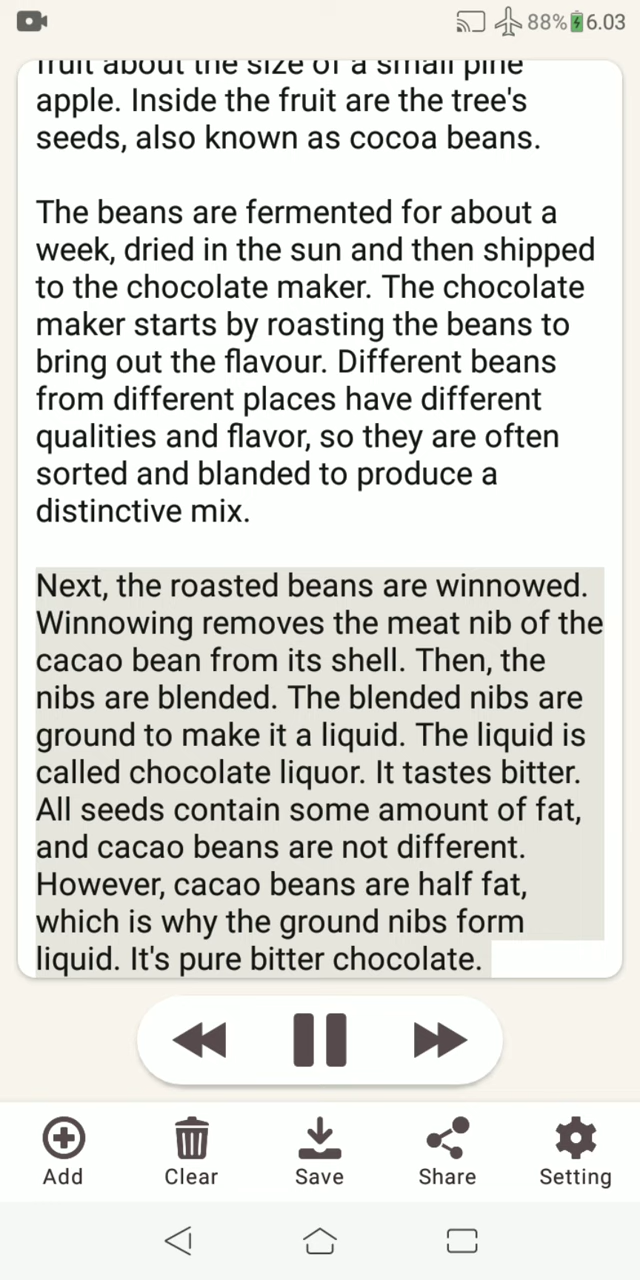 88% 6.03
fruit about the size of a small pine
apple. Inside the fruit are the tree's
seeds, also known as cocoa beans.
The beans are fermented for about a
week, dried in the sun and then shipped
to the chocolate maker. The chocolate
maker starts by roasting the beans to
bring out the flavour. Different beans
from different places have different
qualities and flavor, so they are often
sorted and blanded to produce a
distinctive mix.
Next, the roasted beans are winnowed.
Winnowing removes the meat nib of the
cacao bean from its shell. Then, the
nibs are blended. The blended nibs are
ground to make it a liquid. The liquid is
called chocolate liquor. It tastes bitter.
All seeds contain some amount of fat,
and cacao beans are not different.
However, cacao beans are half fat,
which is why the ground nibs form
liquid. It's pure bitter chocolate.
Add Clear Save Share Setting